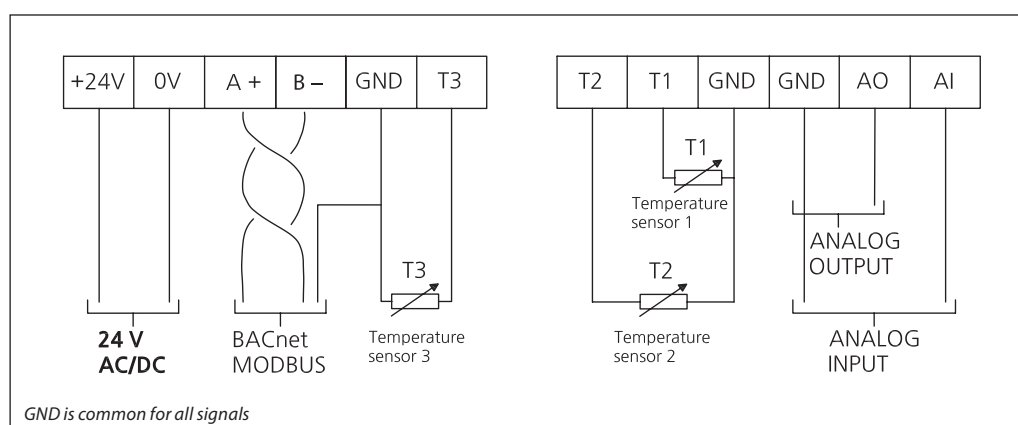 +24V 0V A + B – GND T3
T2 T1 GND GND AO AI
T1
Temperature
sensor 1
ANALOG
OUTPUT
T3
T2
24 V
AC/DC
BACnet
MODBUS
Temperature
sensor 3
Temperature
sensor 2
ANALOG
INPUT
GND is common for all signals